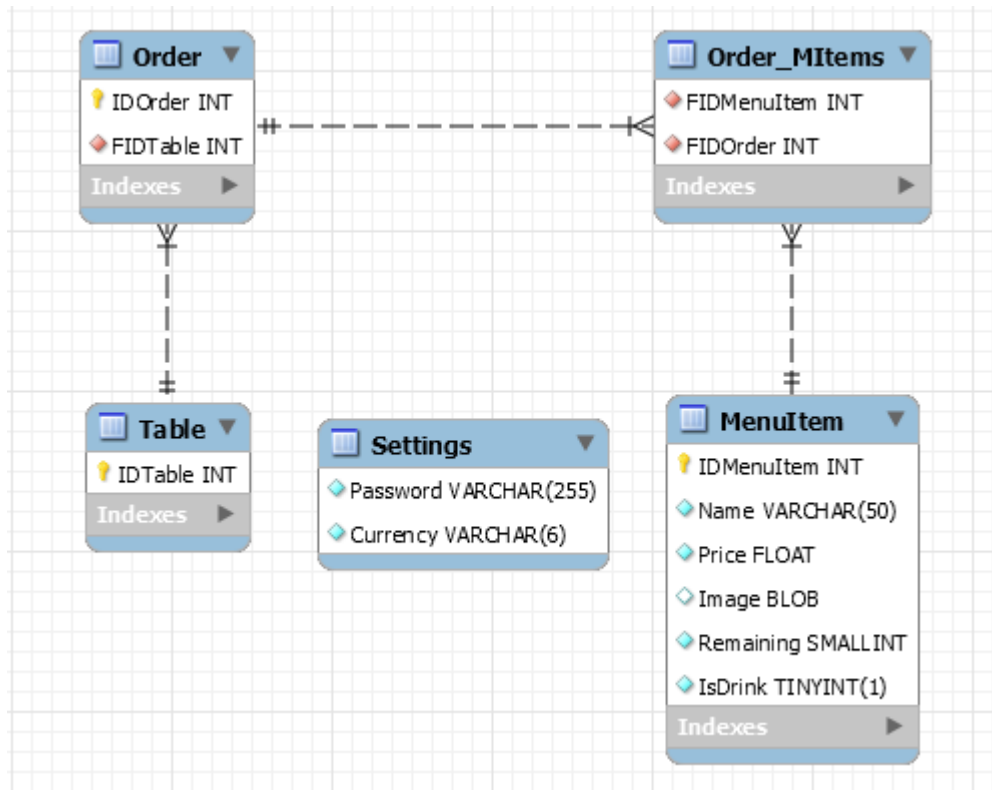 Order
IDOrder INT
FIDTable INT
Indexes
Order_MItems
FIDMenuItem INT
FIDOrder INT
Indexes
Table
IDTable INT
Indexes
Settings
Password VARCHAR(255)
Currency VARCHAR(6)
MenuItem
IDMenuItem INT
Name VARCHAR(50)
Price FLOAT
Image BLOB
Remaining SMALLINT
IsDrink TINYINT(1)
Indexes